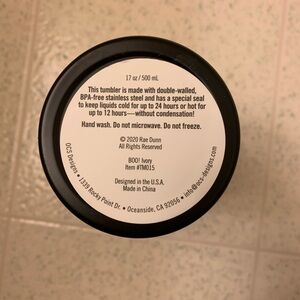 17 oz / 500 mL
This tumbler is made with double-walled,
BPA-free stainless steel and has a special seal
to keep liquids cold for up to 24 hours or hot for
up to 12 hours—without condensation!
Hand wash. Do not microwave. Do not freeze.
© 2020 Rae Dunn
All Rights Reserved
BOO! Ivory
Item #TM015
Designed in the U.S.A.
Made in China
OCS Designs • 1339 Rocky Point Dr. • Oceanside, CA 92056 • info@ocs-designs.com